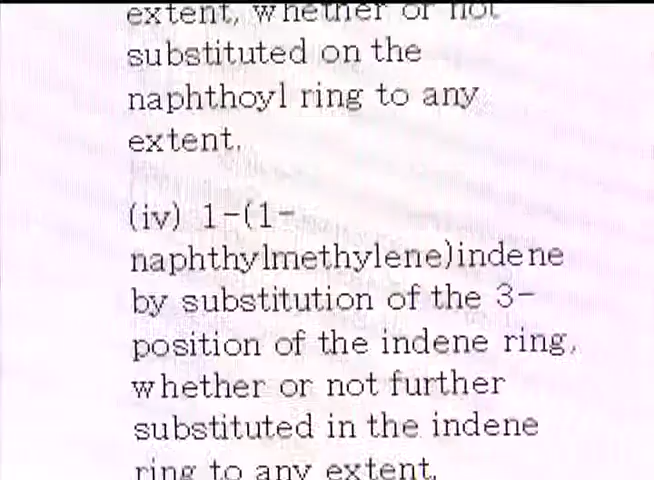 extent, whether or not
substituted on the
naphthoyl ring to any
extent.
(iv) 1-(1-
naphthylmethylene)indene
by substitution of the 3-
position of the indene ring,
whether or not further
substituted in the indene
ring to any extent.